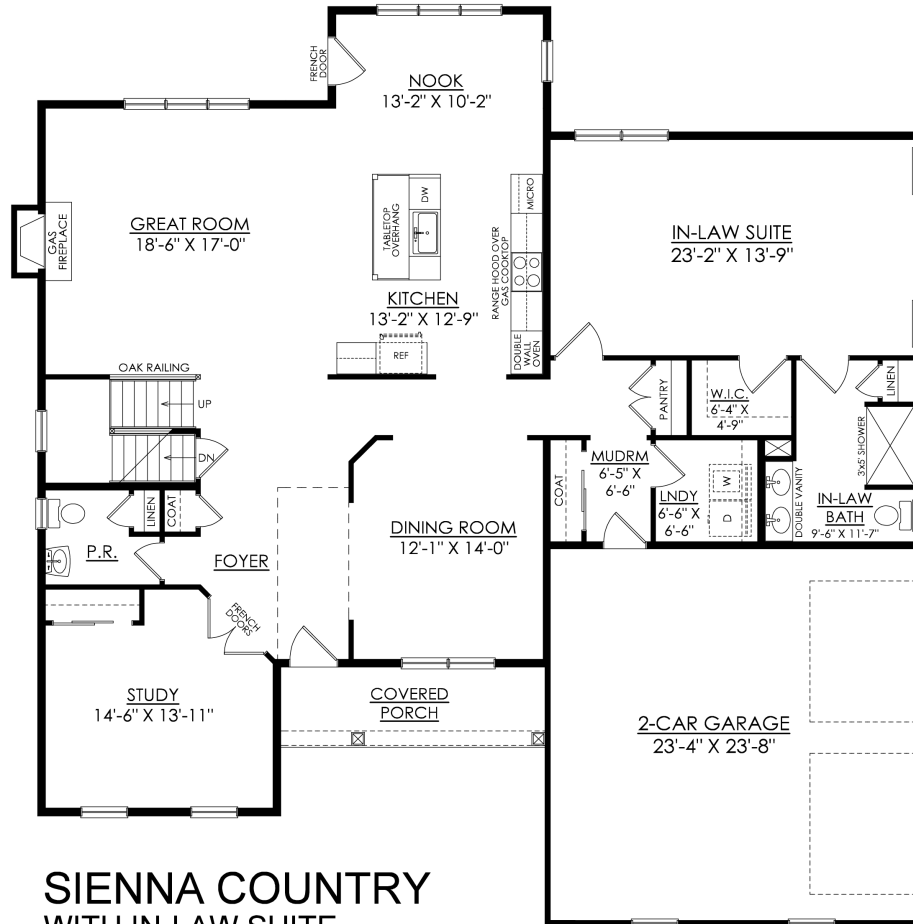 FRENCH
DOOR
NOOK
13'-2" X 10'-2"
GREAT ROOM
18'-6" X 17'-0"
GAS
FIREPLACE
TABLETOP
OVERHANG
DW
MICRO
RANGE HOOD OVER
GAS COOKTOP
KITCHEN
13'-2" X 12'-9"
REF
DOUBLE
WALL
OVEN
IN-LAW SUITE
23'-2" X 13'-9"
OAK RAILING
UP
DN
PANTRY
W.I.C.
6'-4" X
4'-9"
LINEN
3'x5' SHOWER
LINEN
COAT
P.R.
FOYER
DINING ROOM
12'-1" X 14'-0"
COAT
MUDRM
6'-5" X
6'-6"
LNDY
6'-6" X
6'-6"
W
D
DOUBLE VANITY
IN-LAW
BATH
9'-6" X 11'-7"
FRENCH
DOORS
STUDY
14'-6" X 13'-11"
COVERED
PORCH
2-CAR GARAGE
23'-4" X 23'-8"
SIENNA COUNTRY
WITH IN-LAW SUITE